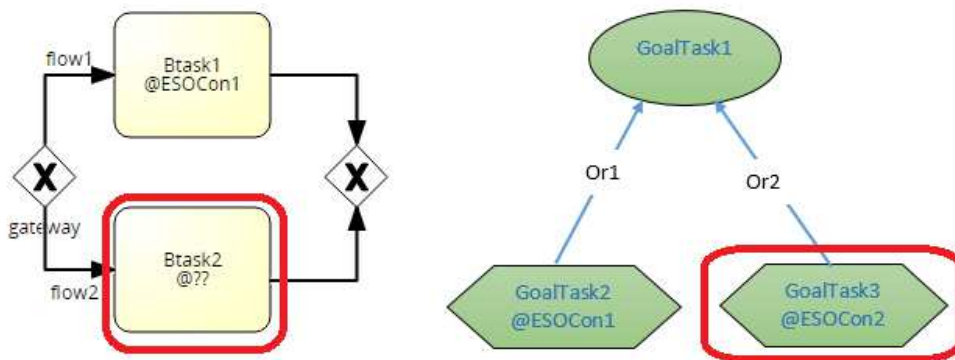 flow1
Btask1
@ESOCon1
X
X
gateway
Btask2
@??
flow2
GoalTask1
Or1
Or2
GoalTask2
@ESOCon1
GoalTask3
@ESOCon2